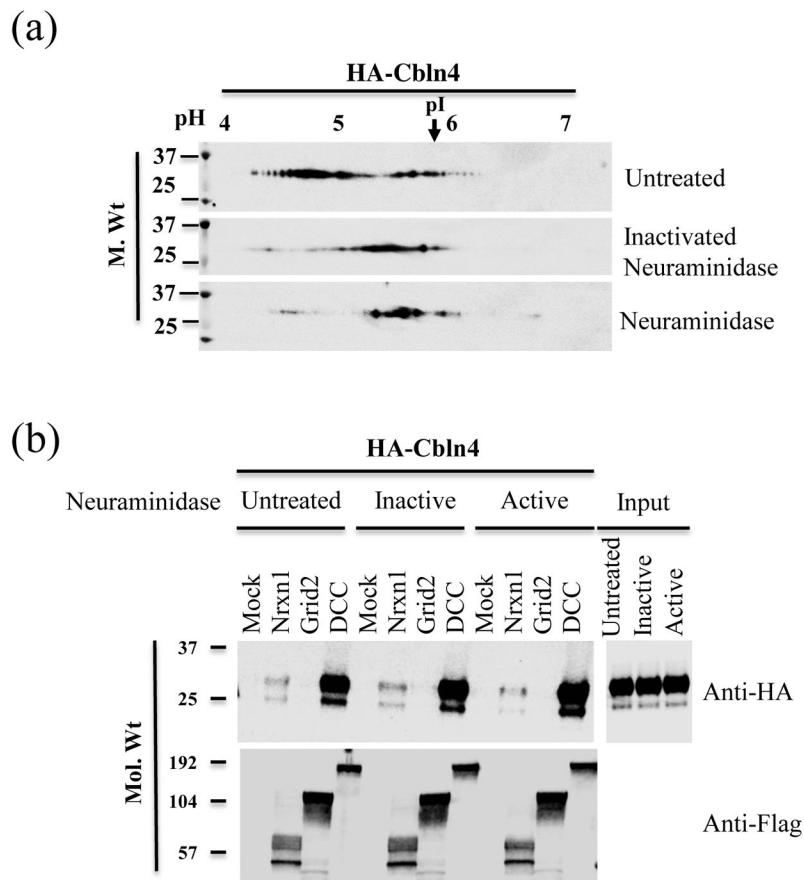 (a)
HA-Cbln4
pI
pH 4 5 6 7
37
25
Untreated
37
25
Inactivated
Neuraminidase
37
25
Neuraminidase
M. Wt
(b)
HA-Cbln4
Neuraminidase Untreated Inactive Active Input
Mock Nrxn1 Grid2 DCC Mock Nrxn1 Grid2 DCC Mock Nrxn1 Grid2 DCC Untreated Inactive Active
37
25
Anti-HA
192
104
57
Anti-Flag
Mol. Wt